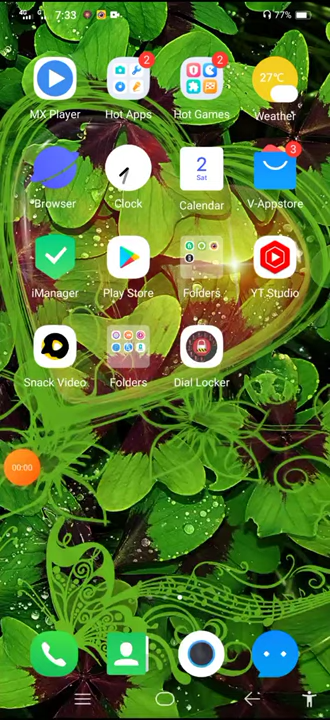 7:33
77%
2
2
27°C
MX Player
Hot Apps
Hot Games
Weather
2
Sat
3
Browser
Clock
Calendar
V-Appstore
iManager
Play Store
Folders
YT Studio
Snack Video
Folders
Dial Locker
00:00